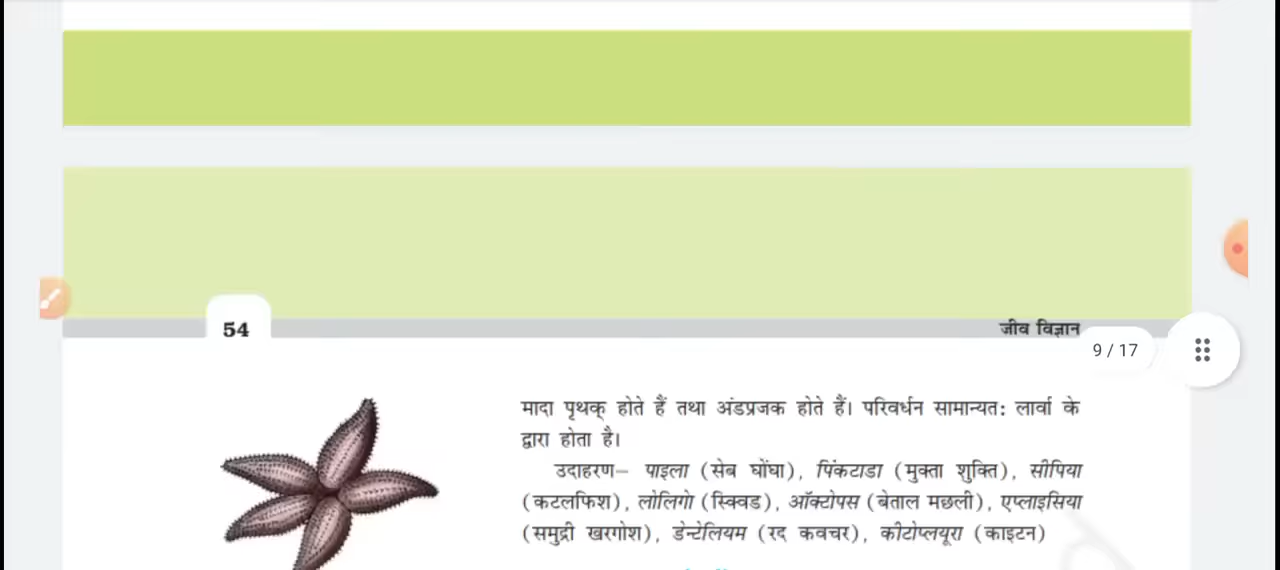 54
जीव विज्ञान
9 / 17
मादा पृथक् होते हैं तथा अंडप्रजक होते हैं। परिवर्धन सामान्यत: लार्वा के
द्वारा होता है।
उदाहरण– पाइला (सेब घोंघा), पिंकटाडा (मुक्ता शुक्ति), सीपिया
(कटलफिश), लोलिगो (स्क्विड), ऑक्टोपस (बेताल मछली), एप्लाइसिया
(समुद्री खरगोश), डेन्टेलियम (रद कवचर), कीटोप्लयूरा (काइटन)